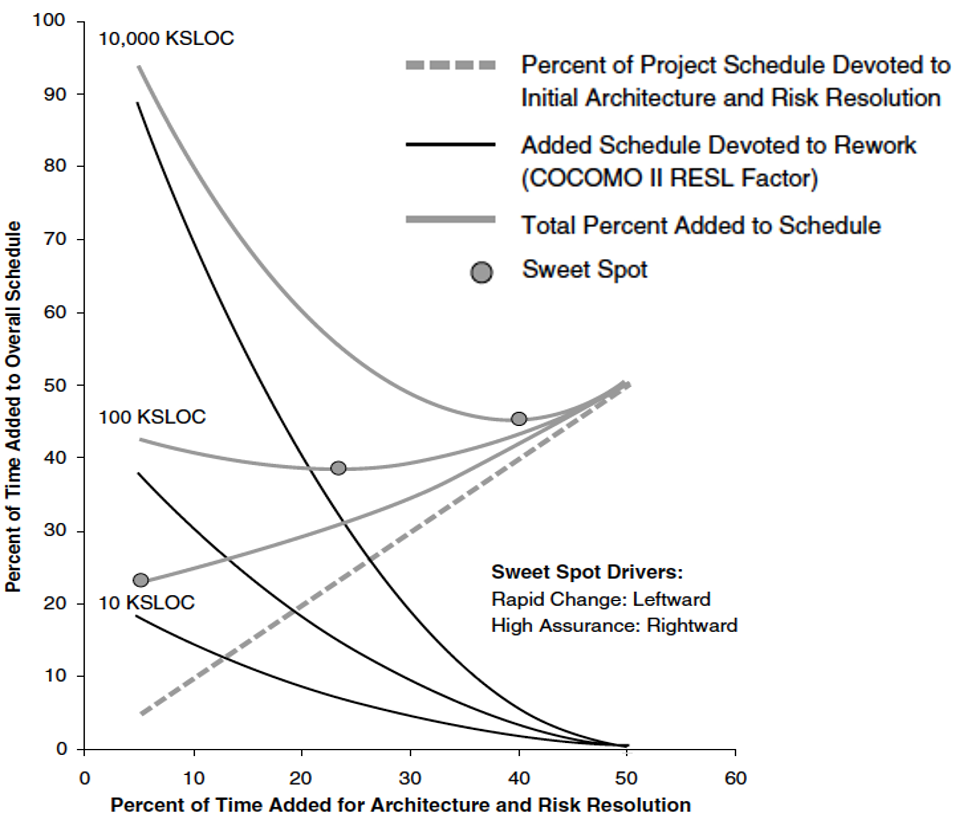 Percent of Time Added to Overall Schedule
100
90
80
70
60
50
40
30
20
10
0
10,000 KSLOC
100 KSLOC
10 KSLOC
Percent of Project Schedule Devoted to
Initial Architecture and Risk Resolution
Added Schedule Devoted to Rework
(COCOMO II RESL Factor)
Total Percent Added to Schedule
Sweet Spot
Sweet Spot Drivers:
Rapid Change: Leftward
High Assurance: Rightward
0 10 20 30 40 50 60
Percent of Time Added for Architecture and Risk Resolution